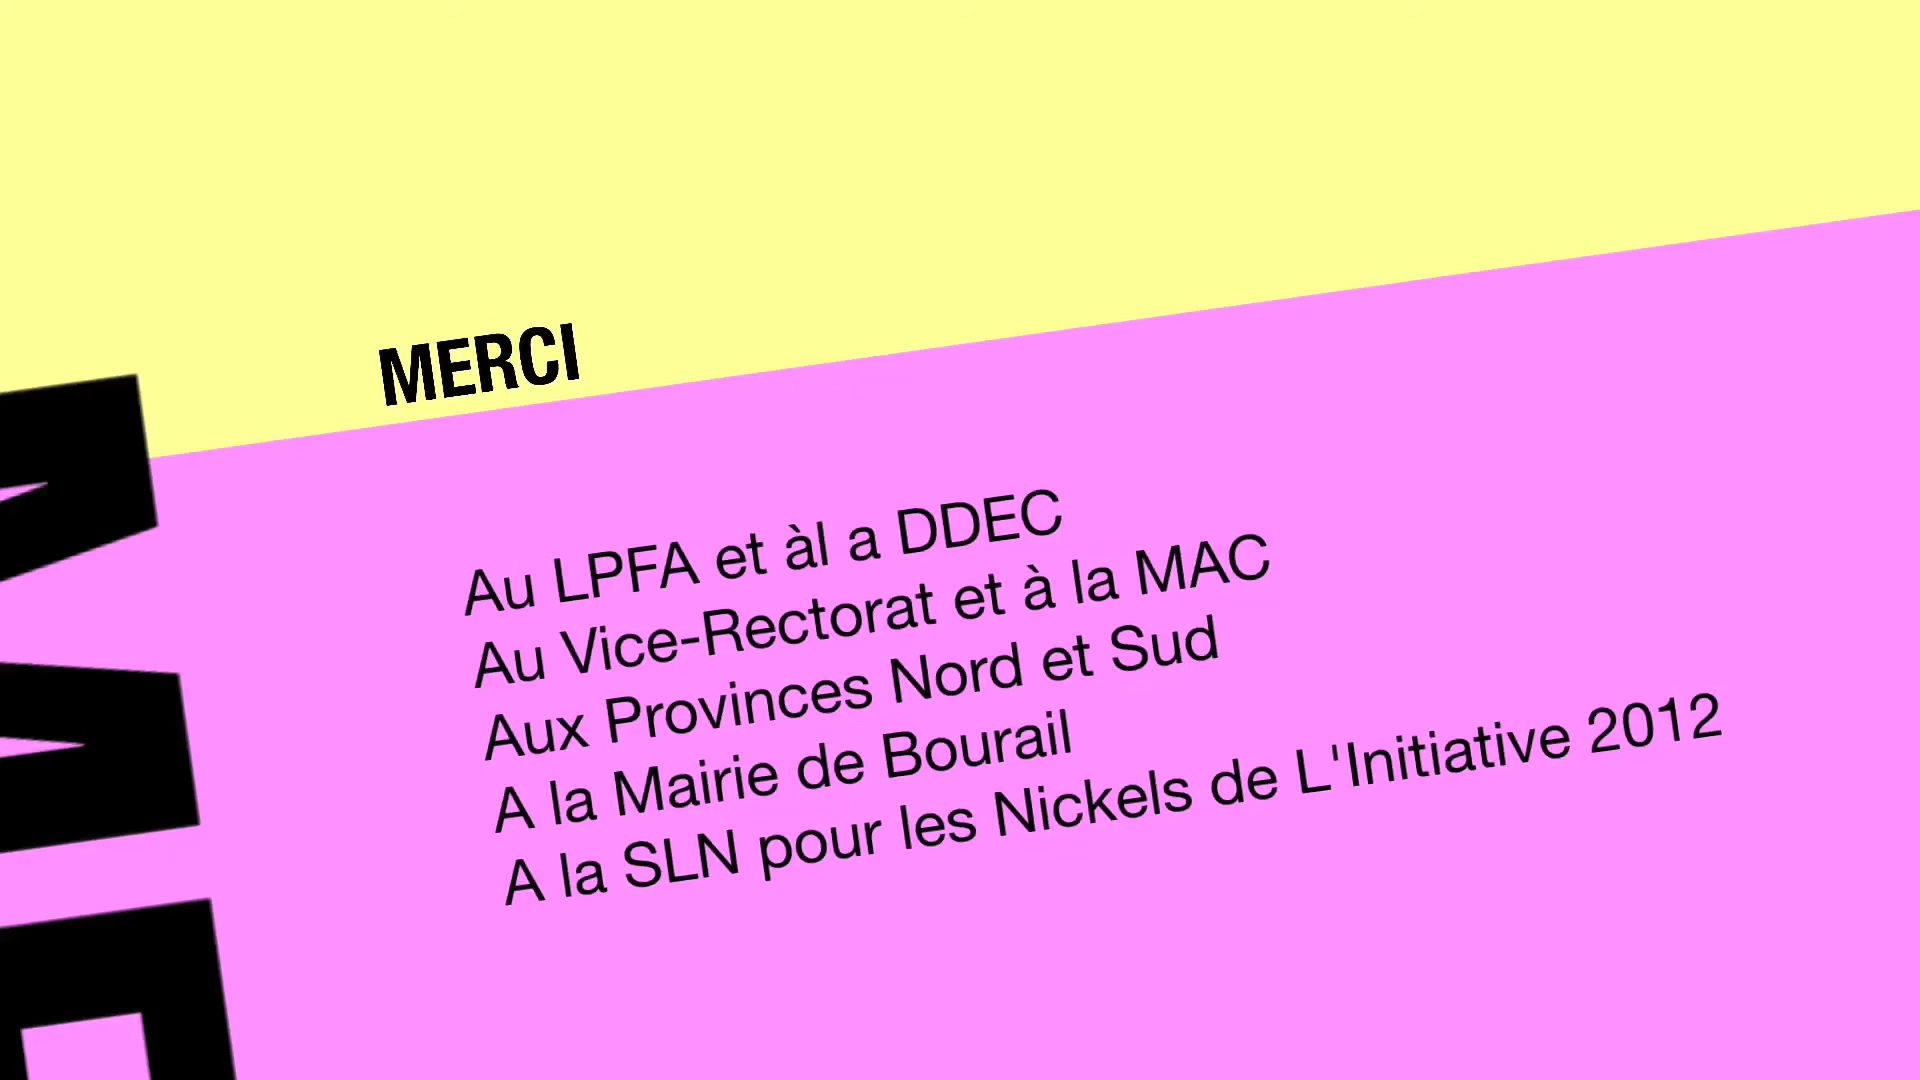 MERCI
Au LPFA et àl a DDEC
Au Vice-Rectorat et à la MAC
Aux Provinces Nord et Sud
A la Mairie de Bourail
A la SLN pour les Nickels de L'Initiative 2012